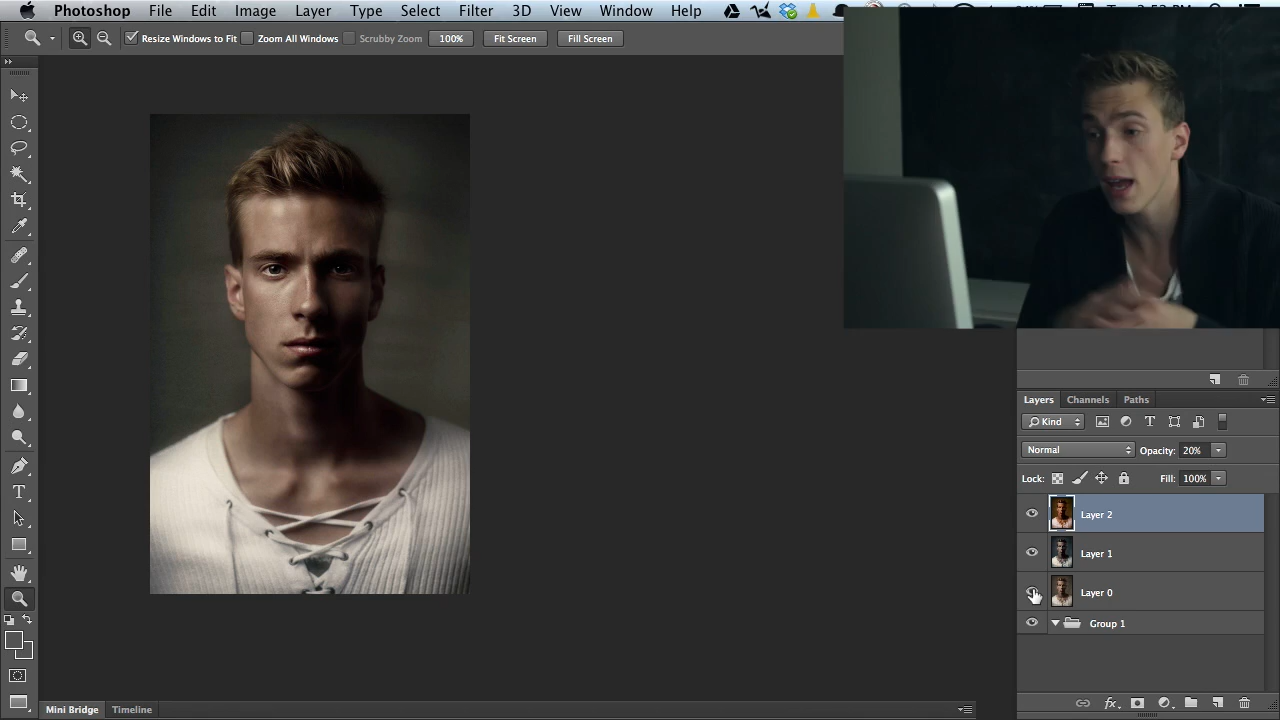 Photoshop File Edit Image Layer Type Select Filter 3D View Window Help
Resize Windows to Fit Zoom All Windows Scrubby Zoom 100% Fit Screen Fill Screen
Layers Channels Paths
Kind
Normal Opacity: 20%
Lock: Fill: 100%
Layer 2
Layer 1
Layer 0
Group 1
Mini Bridge Timeline